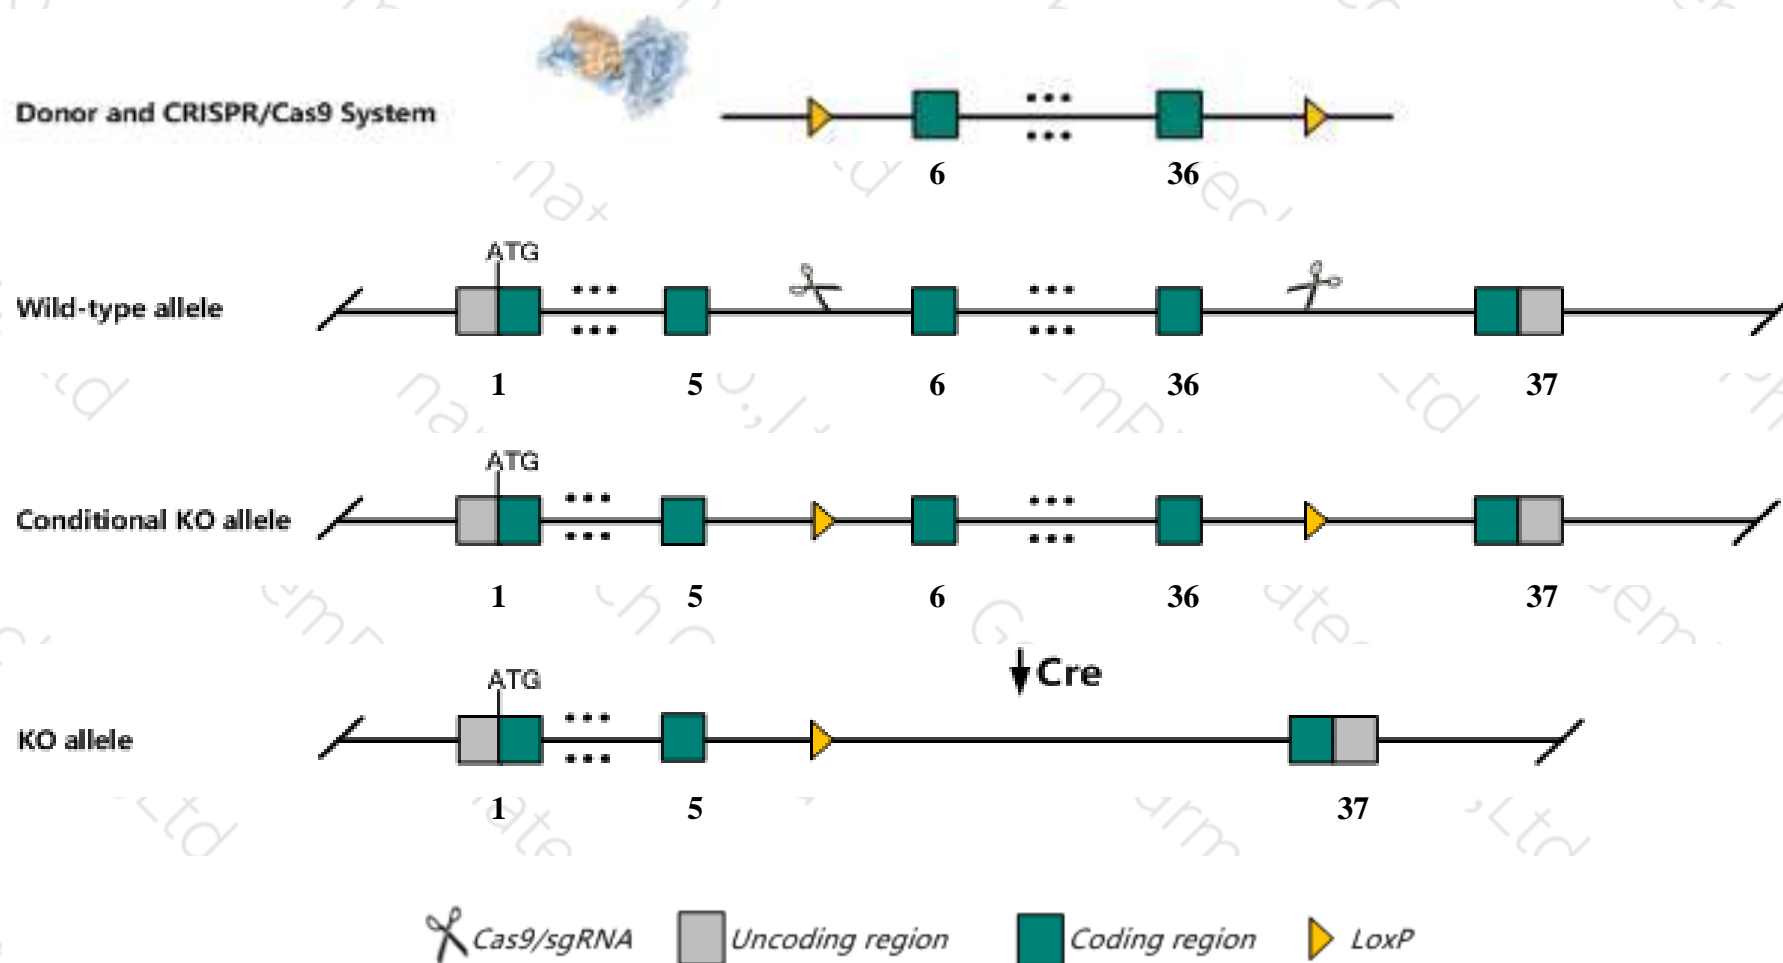 Donor and CRISPR/Cas9 System
6 36
ATG
Wild-type allele
1 5 6 36 37
ATG
Conditional KO allele
1 5 6 36 37
Cre
ATG
KO allele
1 5 37
Cas9/sgRNA Uncoding region Coding region LoxP